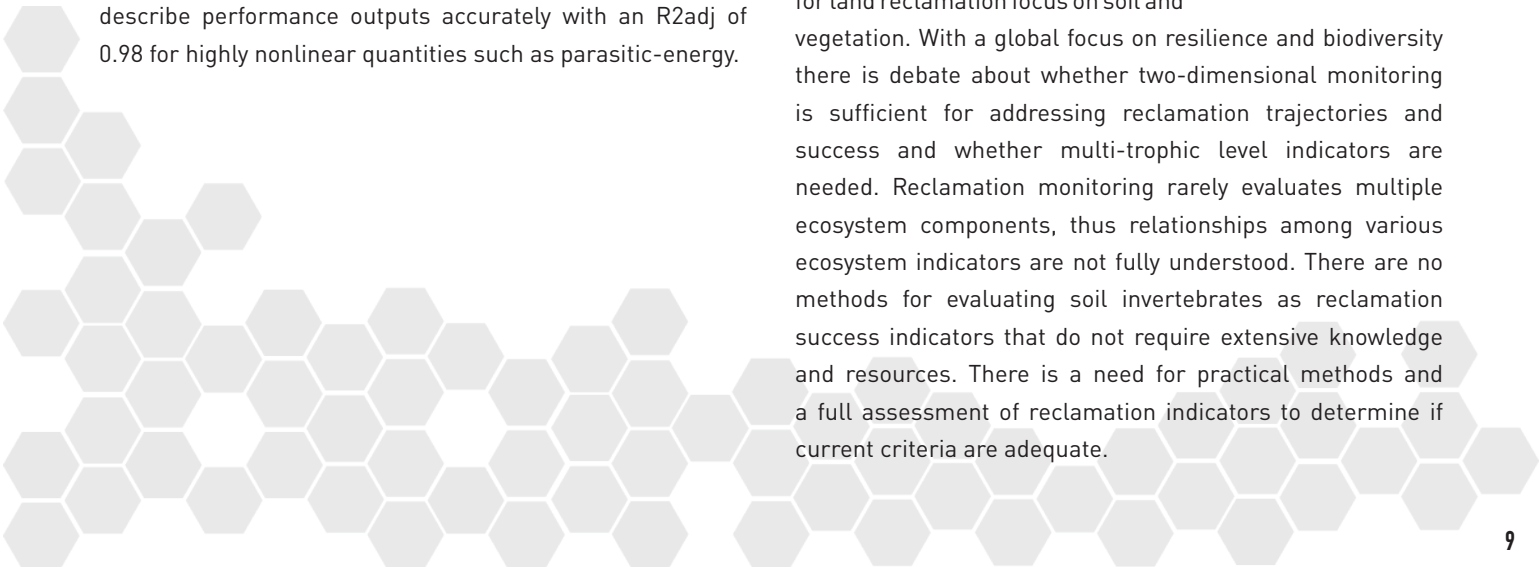 describe performance outputs accurately with an R2adj of
0.98 for highly nonlinear quantities such as parasitic-energy.
for land reclamation focus on soil and
vegetation. With a global focus on resilience and biodiversity
there is debate about whether two-dimensional monitoring
is sufficient for addressing reclamation trajectories and
success and whether multi-trophic level indicators are
needed. Reclamation monitoring rarely evaluates multiple
ecosystem components, thus relationships among various
ecosystem indicators are not fully understood. There are no
methods for evaluating soil invertebrates as reclamation
success indicators that do not require extensive knowledge
and resources. There is a need for practical methods and
a full assessment of reclamation indicators to determine if
current criteria are adequate.
9